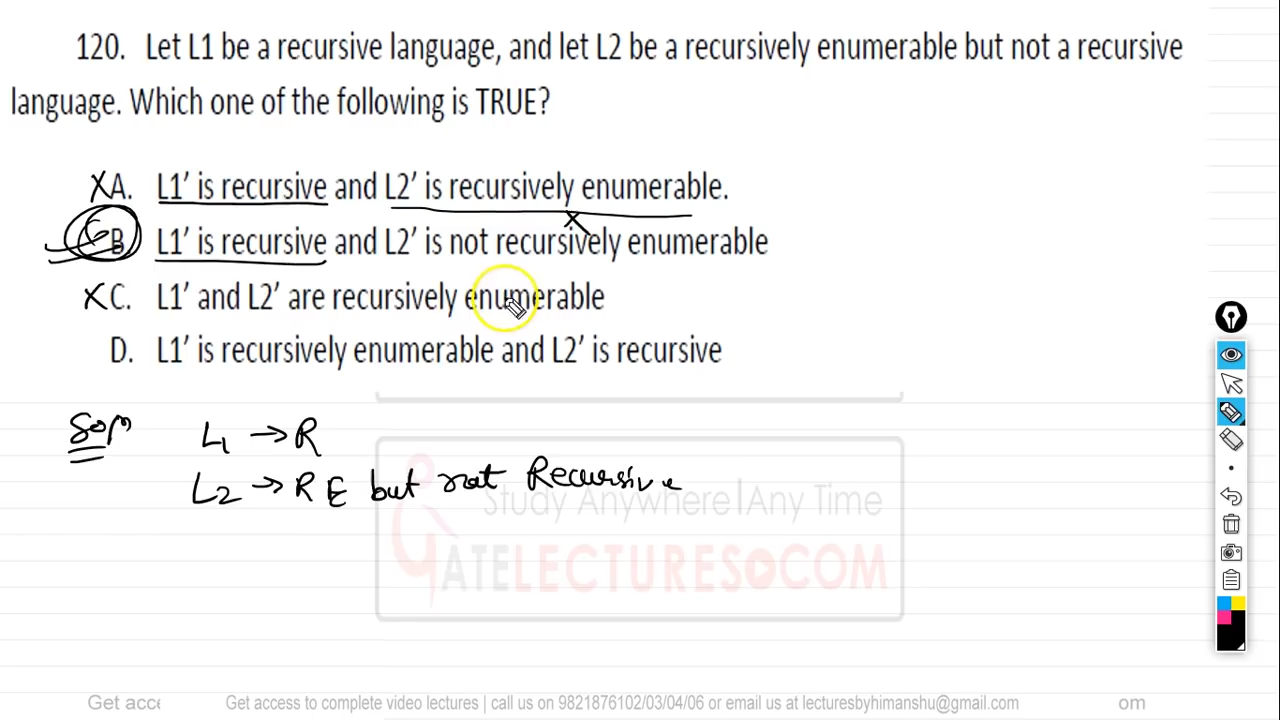 120. Let L1 be a recursive language, and let L2 be a recursively enumerable but not a recursive
language. Which one of the following is TRUE?
XA. L1’ is recursive and L2’ is recursively enumerable.
B L1’ is recursive and L2’ is not recursively enumerable
XC. L1’ and L2’ are recursively enumerable
D. L1’ is recursively enumerable and L2’ is recursive
Soln L1 → R
L2 → RE but not Recursive
Study Anywhere|Any Time
GATELECTURES.COM
Get acce Get access to complete video lectures | call us on 9821876102/03/04/06 or email us at lecturesbyhimanshu@gmail.com om